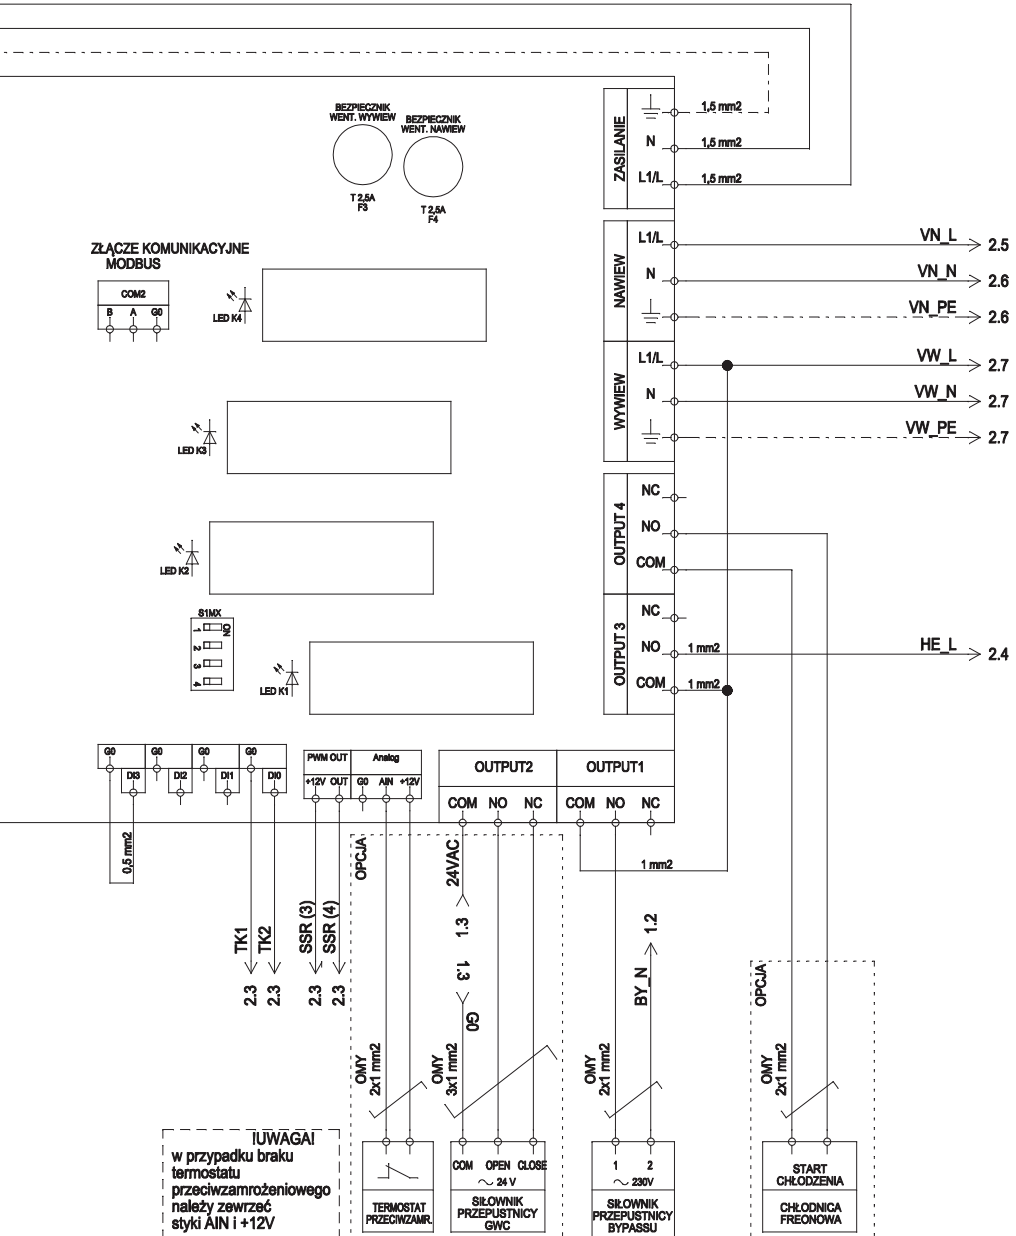 BEZPIECZNIK
WENT. WYWIEW
BEZPIECZNIK
WENT. NAWIEW
T 2,5A
F3
T 2,5A
F4
ZASILANIE
N
L1/L
1,5 mm2
1,5 mm2
1,5 mm2
ZŁĄCZE KOMUNIKACYJNE
MODBUS
COM2
B A G0
LED K4
NAWIEW
L1/L
N
VN_L 2.5
VN_N 2.6
VN_PE 2.6
WYWIEW
L1/L
N
VW_L 2.7
VW_N 2.7
VW_PE 2.7
LED K3
OUTPUT 4
NC
NO
COM
LED K2
OUTPUT 3
NC
NO
COM
1 mm2
1 mm2
HE_L 2.4
S1MX
ON
1
2
3
4
LED K1
G0 G0 G0 G0
DI3 DI2 DI1 DI0
PWM OUT Analog
+12V OUT G0 AIN +12V
OUTPUT2 OUTPUT1
COM NO NC COM NO NC
0,5 mm2
1 mm2
OPCJA
24VAC
1.3
1.3
G0
TK1
TK2
SSR (3)
SSR (4)
2.3
2.3
2.3
2.3
1.2
BY_N
OPCJA
OMY
2x1 mm2
OMY
3x1 mm2
OMY
2x1 mm2
OMY
2x1 mm2
!UWAGA!
w przypadku braku
termostatu
przeciwzamrożeniowego
należy zewrzeć
styki AIN i +12V
TERMOSTAT
PRZECIWZAMR.
COM OPEN CLOSE
~ 24 V
SIŁOWNIK
PRZEPUSTNICY
GWC
1 2
~ 230V
SIŁOWNIK
PRZEPUSTNICY
BYPASSU
START
CHŁODZENIA
CHŁODNICA
FREONOWA